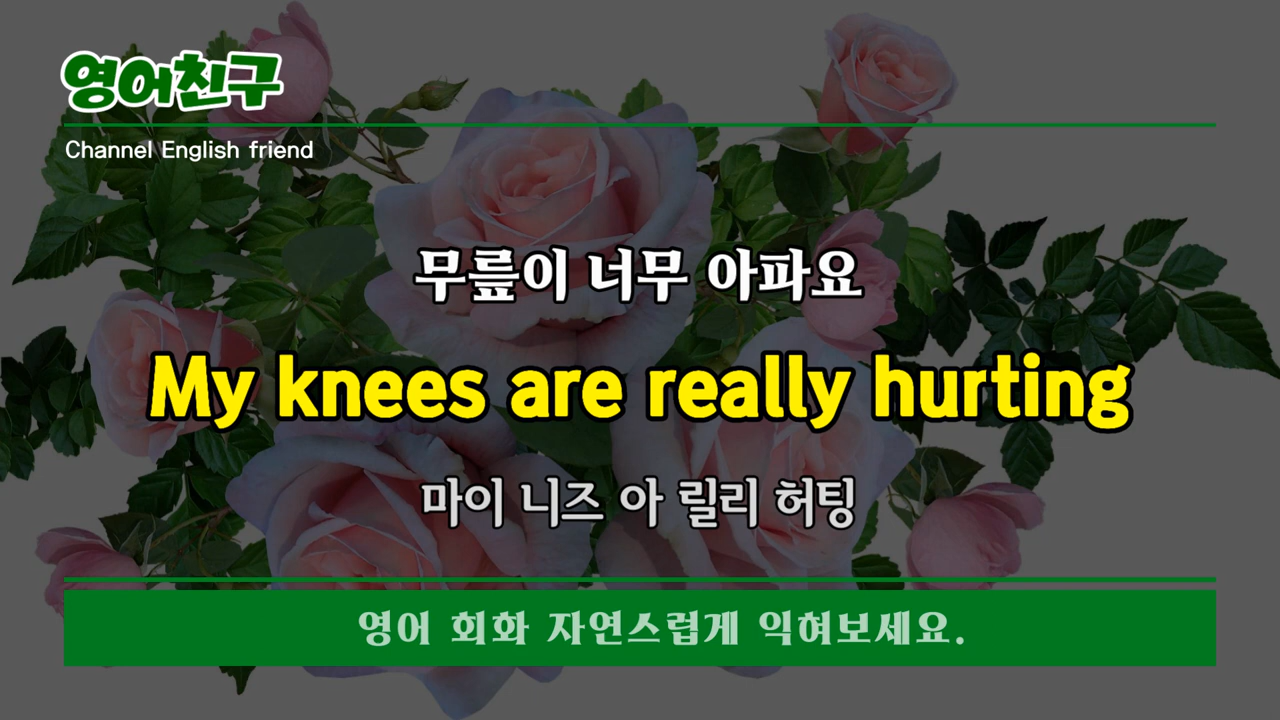 영어친구
Channel English friend
무릎이 너무 아파요
My knees are really hurting
마이 니즈 아 릴리 허팅
영어 회화 자연스럽게 익혀보세요.